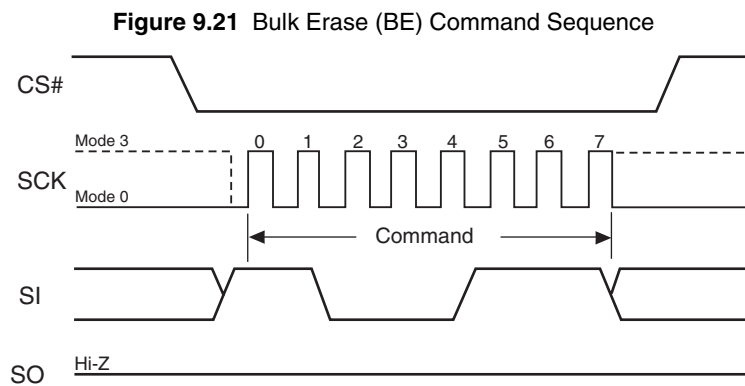 Figure 9.21 Bulk Erase (BE) Command Sequence
CS#
Mode 3
0 1 2 3 4 5 6 7
SCK
Mode 0
Command
SI
Hi-Z
SO